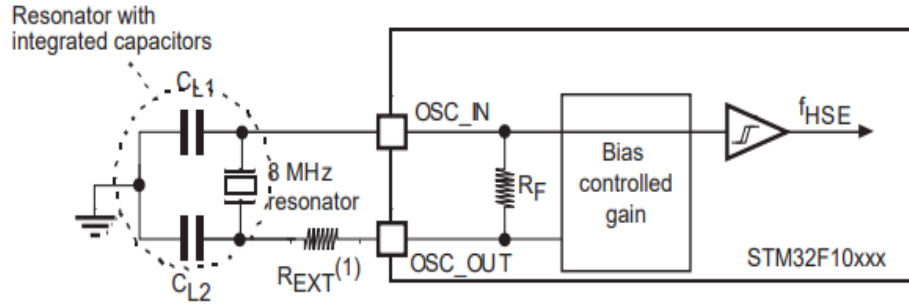 Resonator with
integrated capacitors
CL1
OSC_IN
fHSE
8 MHz
resonator
RF
Bias
controlled
gain
REXT(1)
OSC_OUT
STM32F10xxx
CL2